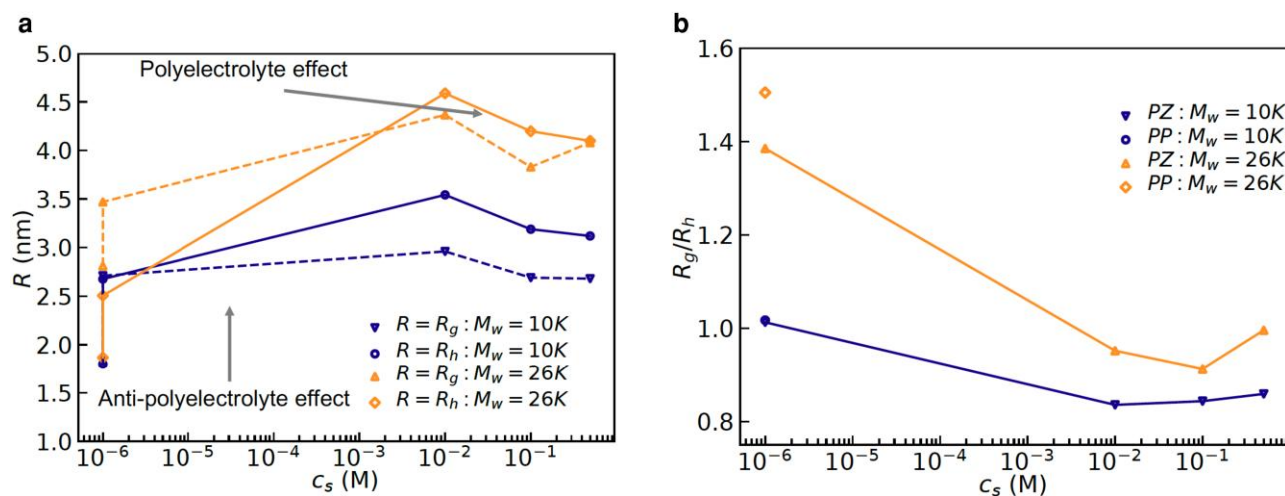 a
Polyelectrolyte effect
Anti-polyelectrolyte effect
R (nm)
5.0
4.5
4.0
3.5
3.0
2.5
2.0
1.5
1.0
R = R_g : M_w = 10K
R = R_h : M_w = 10K
R = R_g : M_w = 26K
R = R_h : M_w = 26K
10⁻⁶ 10⁻⁵ 10⁻⁴ 10⁻³ 10⁻² 10⁻¹
c_s (M)
b
R_g/R_h
1.6
1.4
1.2
1.0
0.8
PZ : M_w = 10K
PP : M_w = 10K
PZ : M_w = 26K
PP : M_w = 26K
10⁻⁶ 10⁻⁵ 10⁻⁴ 10⁻³ 10⁻² 10⁻¹
c_s (M)